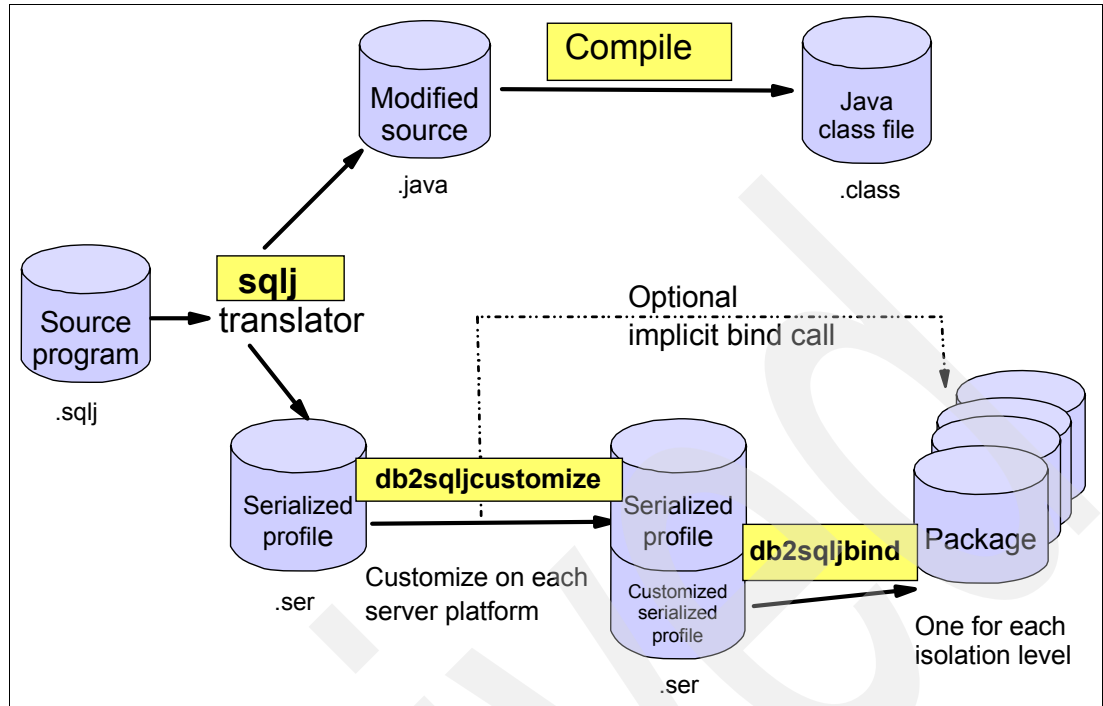 Compile
Modified
source
.java
Java
class file
.class
sqlj
translator
Source
program
.sqlj
Optional
implicit bind call
Serialized
profile
.ser
db2sqljcustomize
Customize on each
server platform
Serialized
profile
Customized
serialized
profile
.ser
db2sqljbind
Package
One for each
isolation level